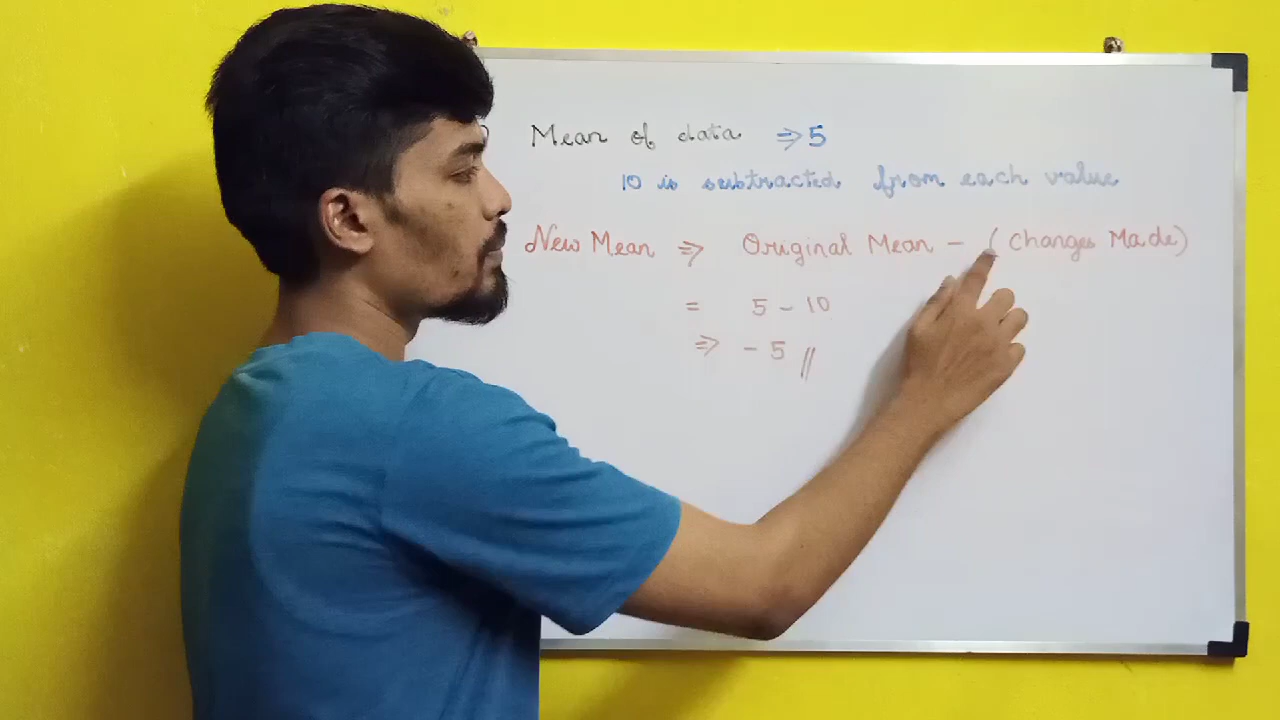 Mean of data ⇒ 5
10 is subtracted from each value
New Mean ⇒ Original Mean - (Changes Made)
= 5 - 10
⇒ - 5 //